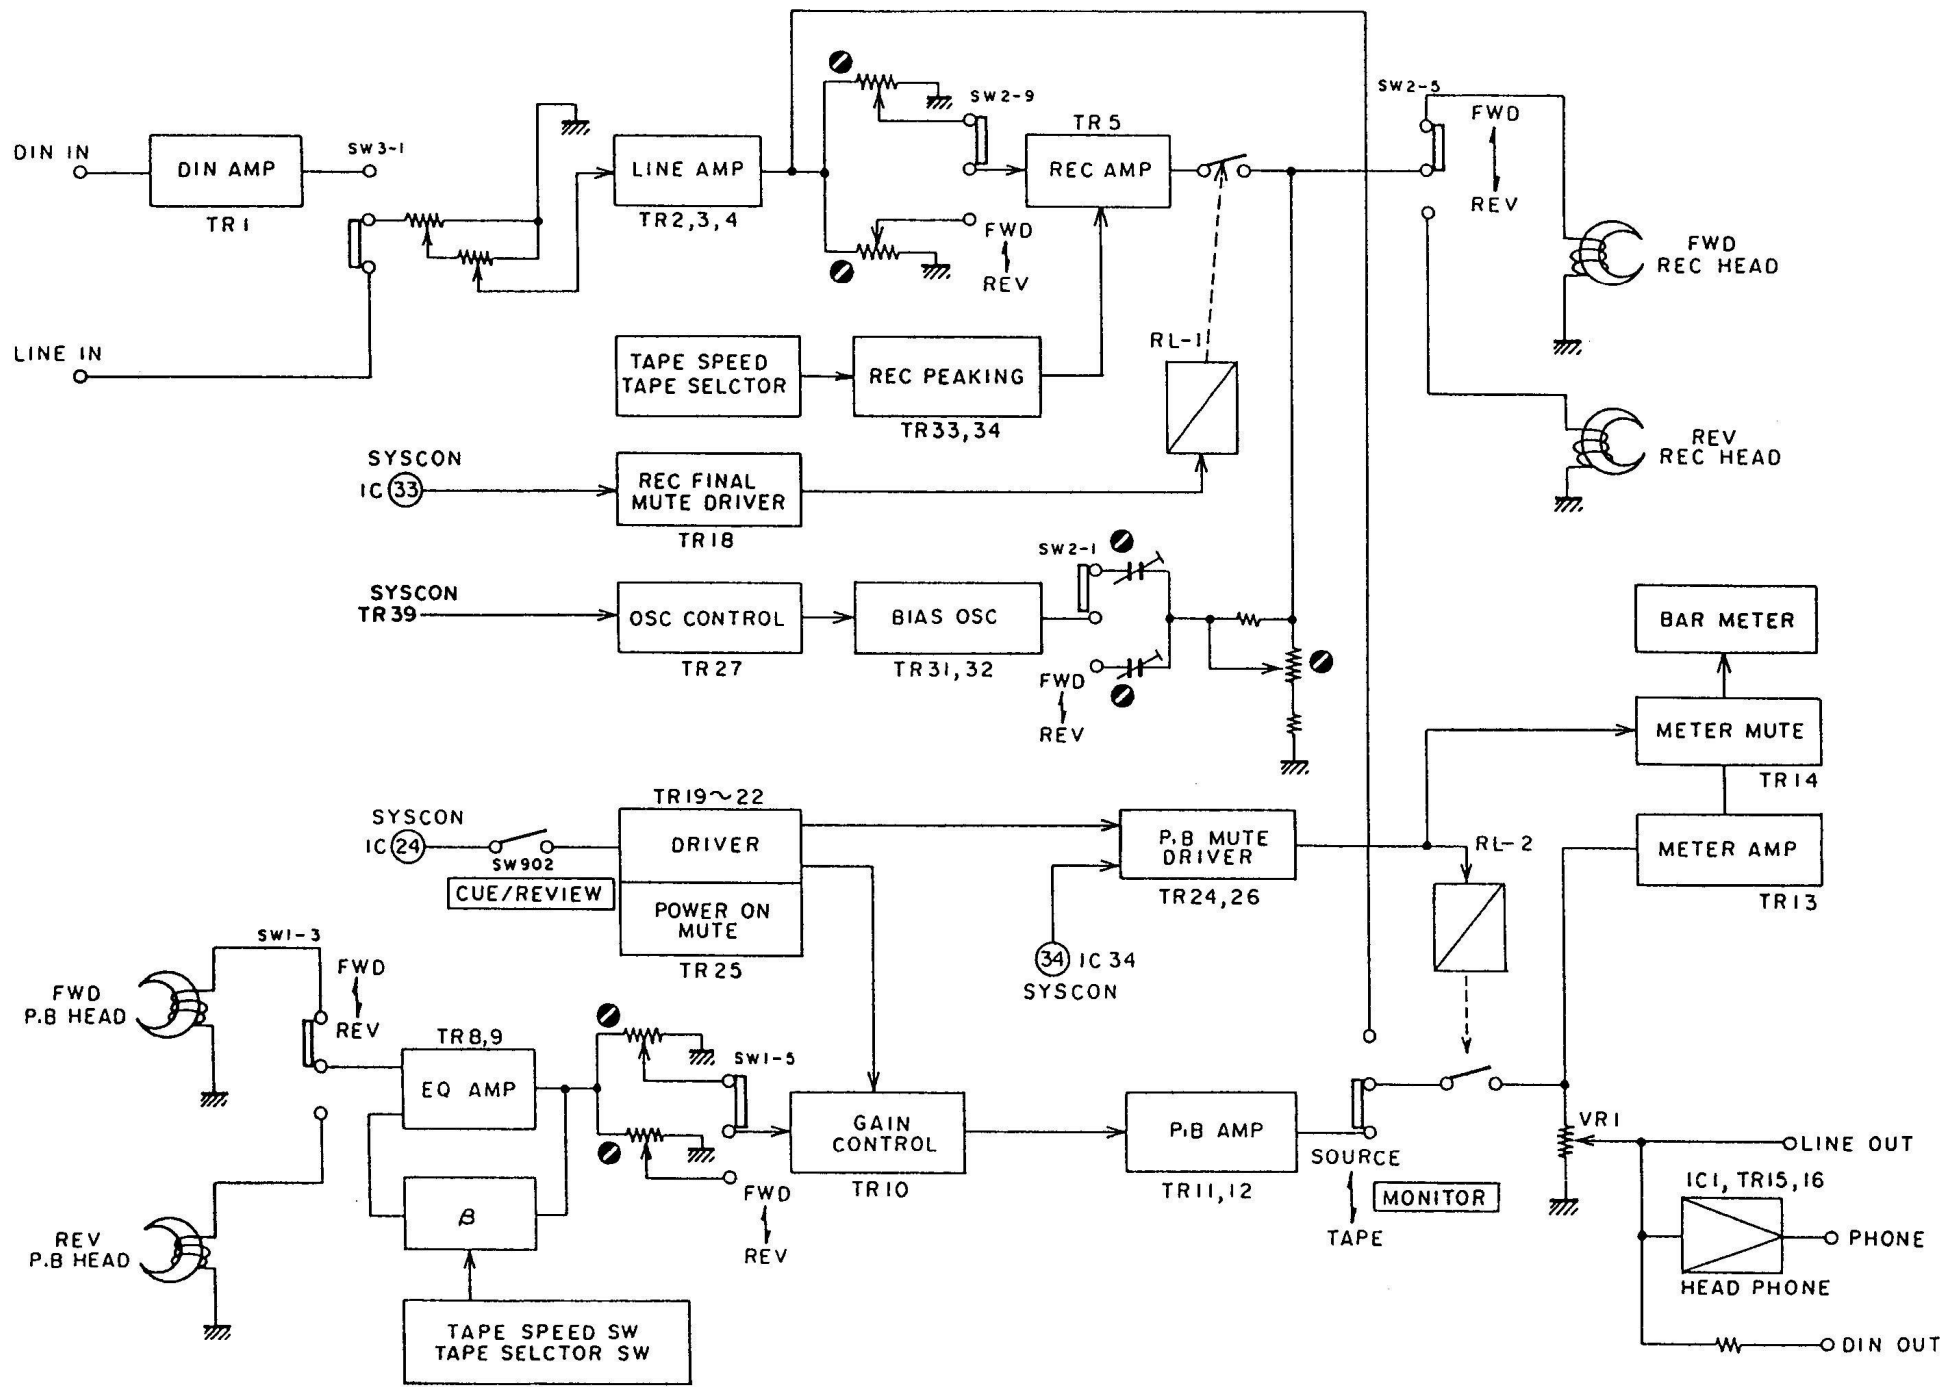 SW2-9
SW2-5
FWD
REV
TR5
DIN IN
DIN AMP
TR1
SW3-1
LINE AMP
TR2,3,4
REC AMP
FWD
REV
FWD
REC HEAD
LINE IN
TAPE SPEED
TAPE SELCTOR
REC PEAKING
TR33,34
RL-1
REV
REC HEAD
SYSCON
IC 33
REC FINAL
MUTE DRIVER
TR18
SW2-1
SYSCON
TR39
OSC CONTROL
TR27
BIAS OSC
TR31,32
FWD
REV
BAR METER
METER MUTE
TR14
METER AMP
TR13
SYSCON
IC 24
SW902
CUE/REVIEW
TR19~22
DRIVER
POWER ON
MUTE
TR25
P.B MUTE
DRIVER
TR24,26
34 IC34
SYSCON
RL-2
SW1-3
FWD
REV
FWD
P.B HEAD
TR8,9
EQ AMP
SW1-5
GAIN
CONTROL
TR10
P.B AMP
TR11,12
SOURCE
TAPE
MONITOR
VR1
LINE OUT
IC1, TR15,16
PHONE
HEAD PHONE
DIN OUT
REV
P.B HEAD
β
FWD
REV
TAPE SPEED SW
TAPE SELCTOR SW